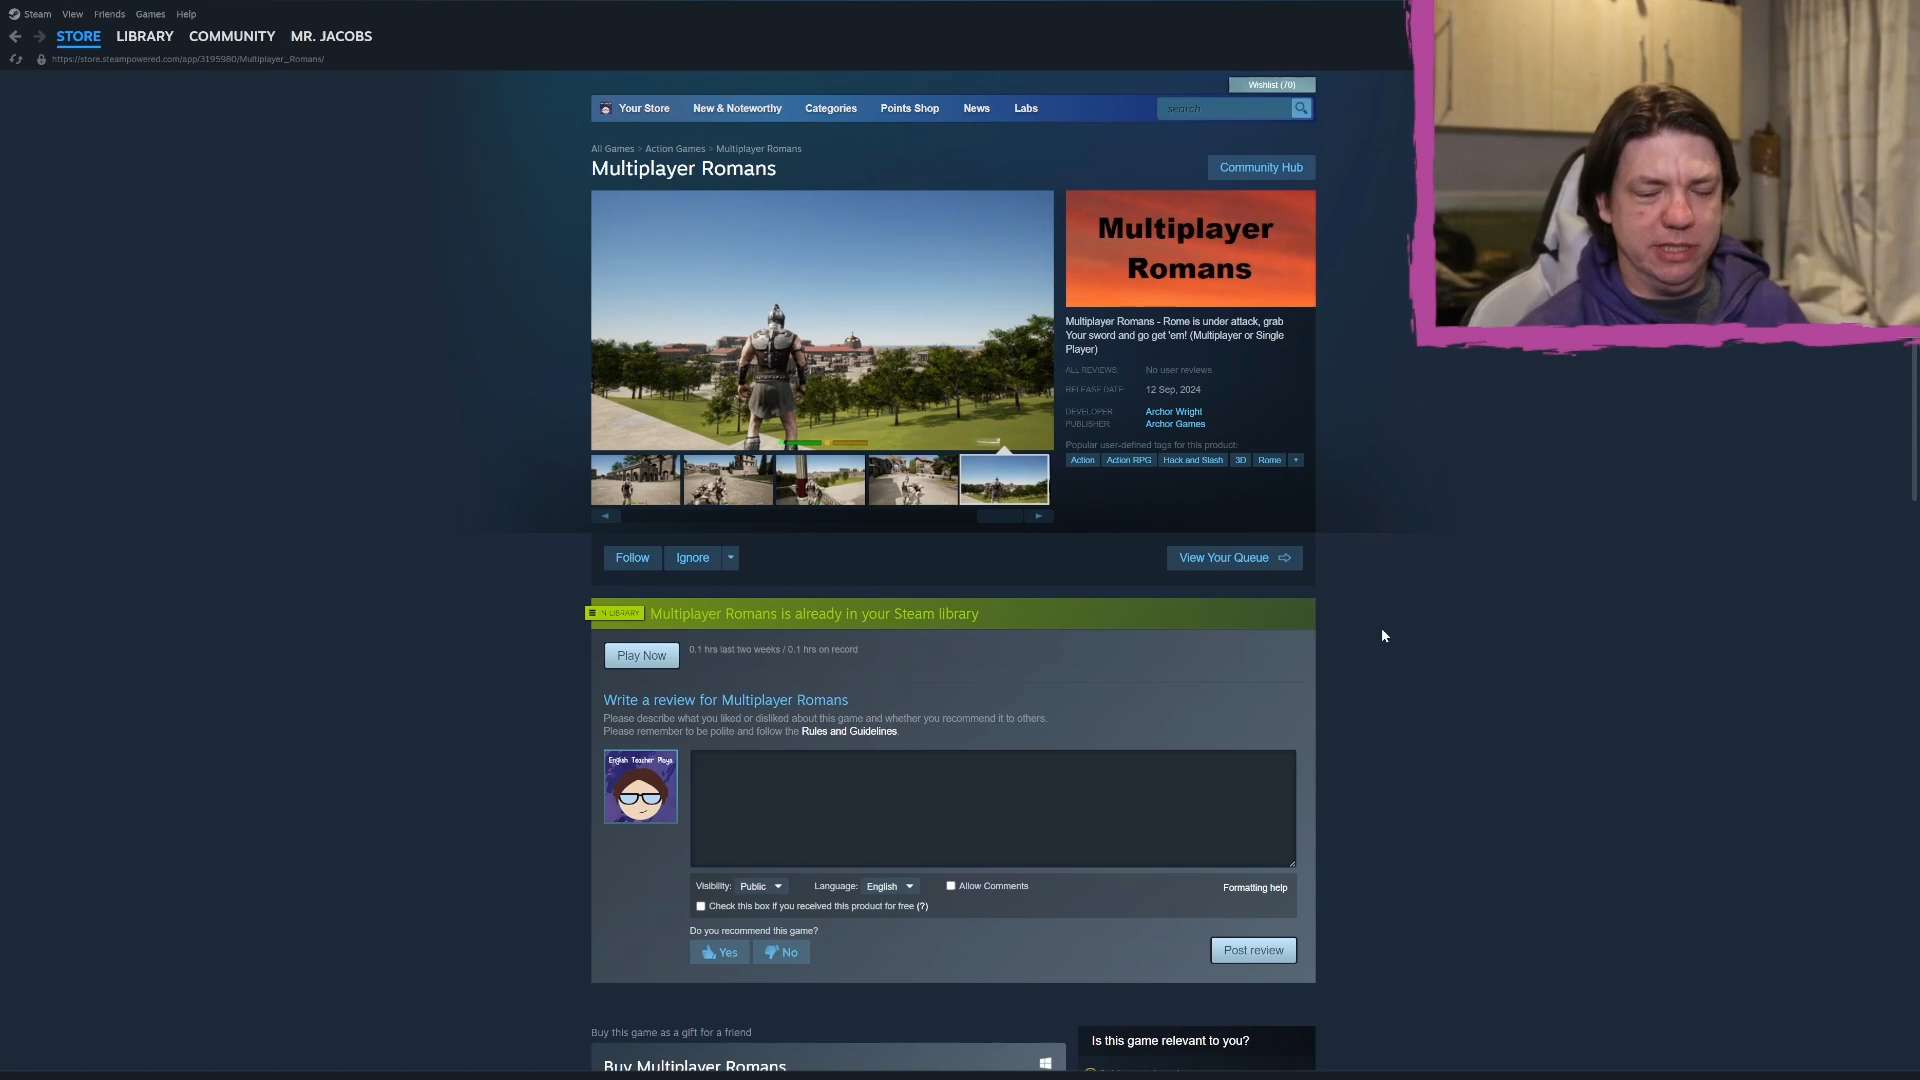 Steam View Friends Games Help
STORE LIBRARY COMMUNITY MR. JACOBS
https://store.steampowered.com/app/3195980/Multiplayer_Romans/
Wishlist (70)
Your Store New & Noteworthy Categories Points Shop News Labs search
All Games > Action Games > Multiplayer Romans
Multiplayer Romans
Community Hub
Multiplayer
Romans
Multiplayer Romans - Rome is under attack, grab
Your sword and go get 'em! (Multiplayer or Single
Player)
ALL REVIEWS: No user reviews
RELEASE DATE: 12 Sep, 2024
DEVELOPER: Archor Wright
PUBLISHER: Archor Games
Popular user-defined tags for this product:
Action Action RPG Hack and Slash 3D Rome +
Follow Ignore View Your Queue
IN LIBRARY Multiplayer Romans is already in your Steam library
Play Now 0.1 hrs last two weeks / 0.1 hrs on record
Write a review for Multiplayer Romans
Please describe what you liked or disliked about this game and whether you recommend it to others.
Please remember to be polite and follow the Rules and Guidelines.
English Teacher Plays
Visibility: Public Language: English Allow Comments Formatting help
Check this box if you received this product for free (?)
Do you recommend this game?
Yes No Post review
Buy this game as a gift for a friend
Is this game relevant to you?
Buy Multiplayer Romans